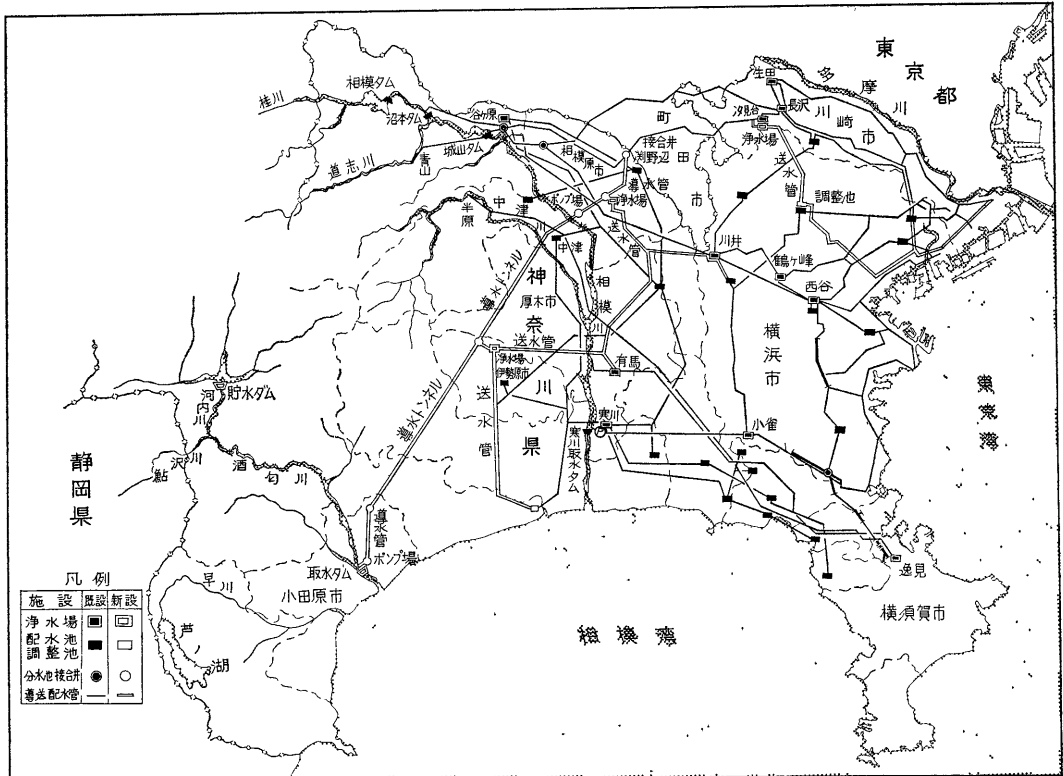 東京都
多摩川
生田
長沢
川崎市
汐見台
浄水場
町田市
相模ダム
桂川
沼本ダム
谷ヶ原
城山ダム
道志川
青山
相模原市
接合井
渕野辺
導水管
ポンプ場
浄水場
送水管
送水管
調整池
中津川
半原
中津
川井
鶴ヶ峰
西谷
導水トンネル
神奈川県
厚木市
相模川
送水管
浄水場
伊勢原市
有馬
横浜市
東京湾
貯水ダム
河内川
導水トンネル
送水管
寒川
寒川取水ダム
小雀
静岡県
鮎沢川
酒匂川
導水管
ポンプ場
取水ダム
小田原市
早川
芦湖
逸見
横須賀市
相模湾
凡例
施設 既設 新設
浄水場
配水池
調整池
分水池接合井
導送配水管